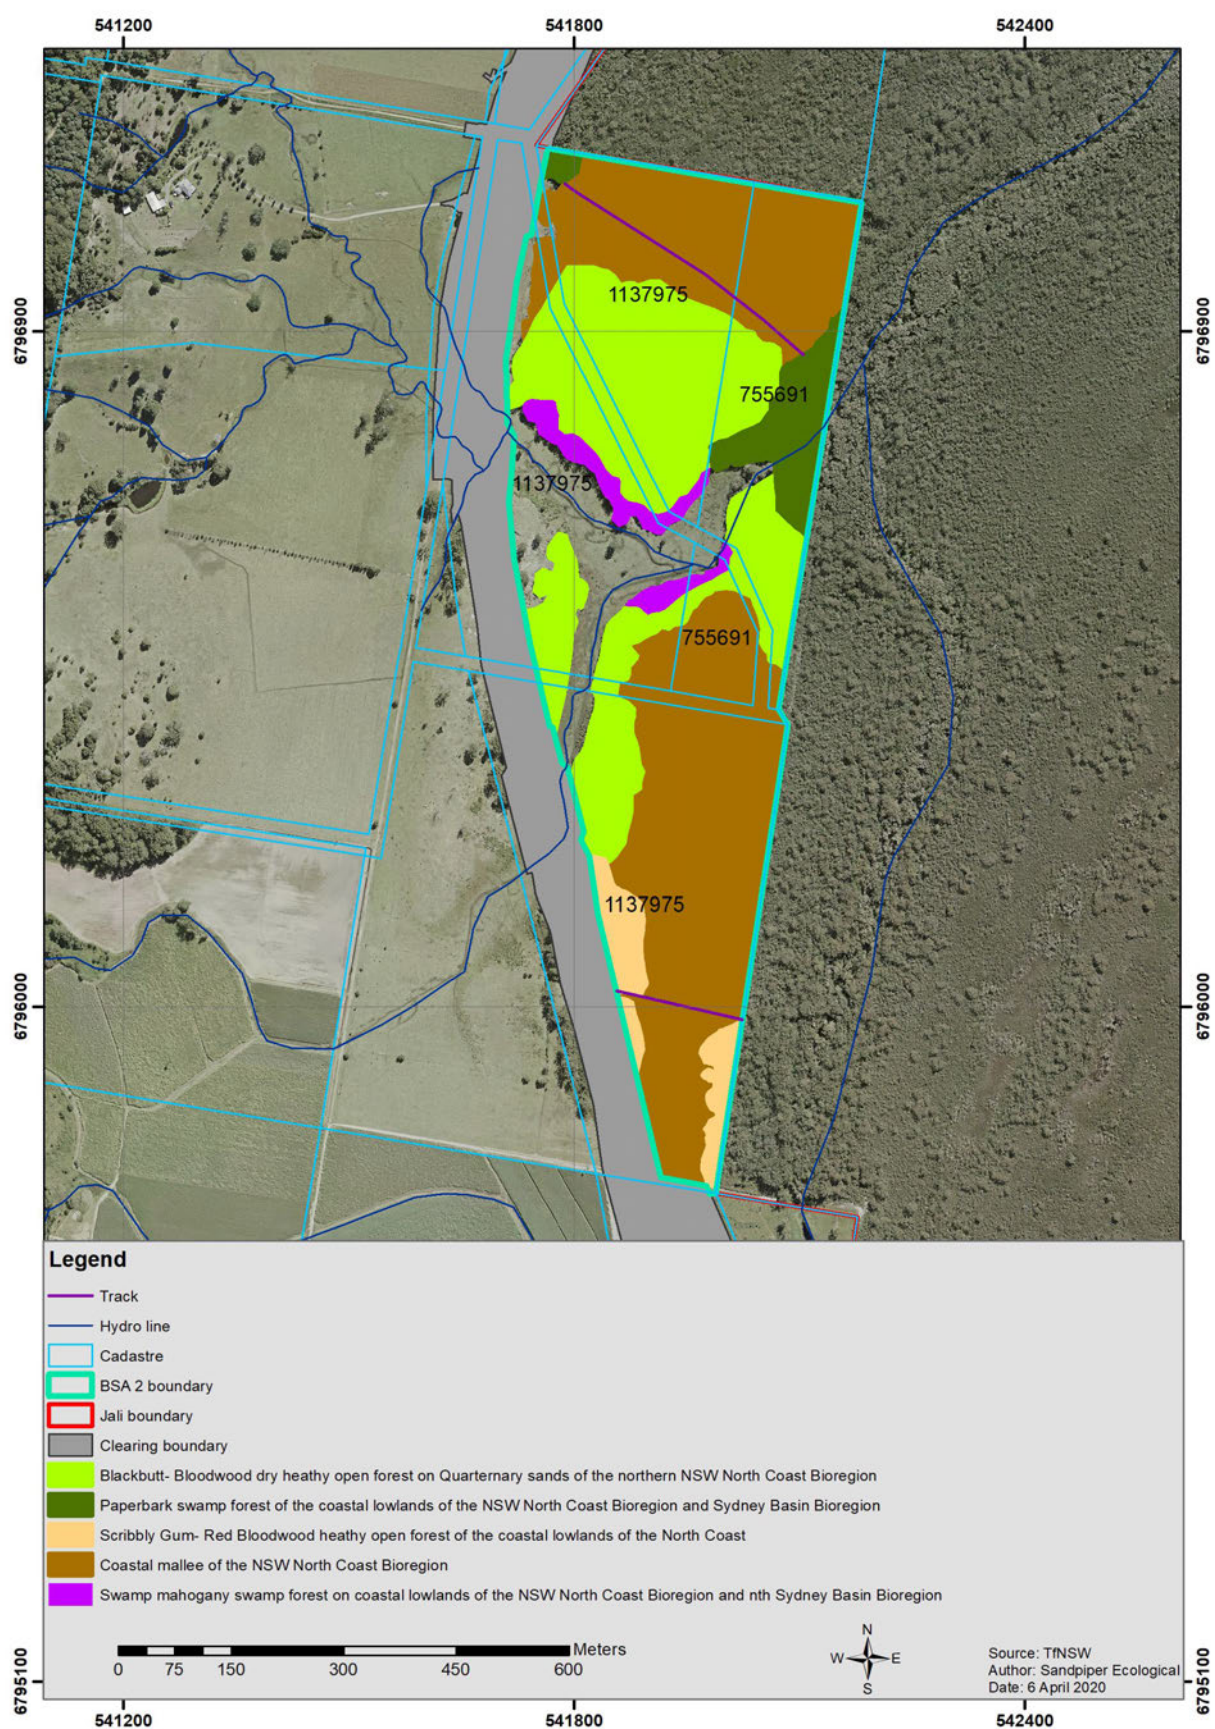 541200 541800 542400
1137975
6796900 6796900
755691
1137975
755691
1137975
6796000 6796000
Legend
Track
Hydro line
Cadastre
BSA 2 boundary
Jali boundary
Clearing boundary
Blackbutt- Bloodwood dry heathy open forest on Quarternary sands of the northern NSW North Coast Bioregion
Paperbark swamp forest of the coastal lowlands of the NSW North Coast Bioregion and Sydney Basin Bioregion
Scribbly Gum- Red Bloodwood heathy open forest of the coastal lowlands of the North Coast
Coastal mallee of the NSW North Coast Bioregion
Swamp mahogany swamp forest on coastal lowlands of the NSW North Coast Bioregion and nth Sydney Basin Bioregion
Meters
0 75 150 300 450 600
N
W E
S
Source: TfNSW
Author: Sandpiper Ecological
Date: 6 April 2020
6795100 6795100
541200 541800 542400